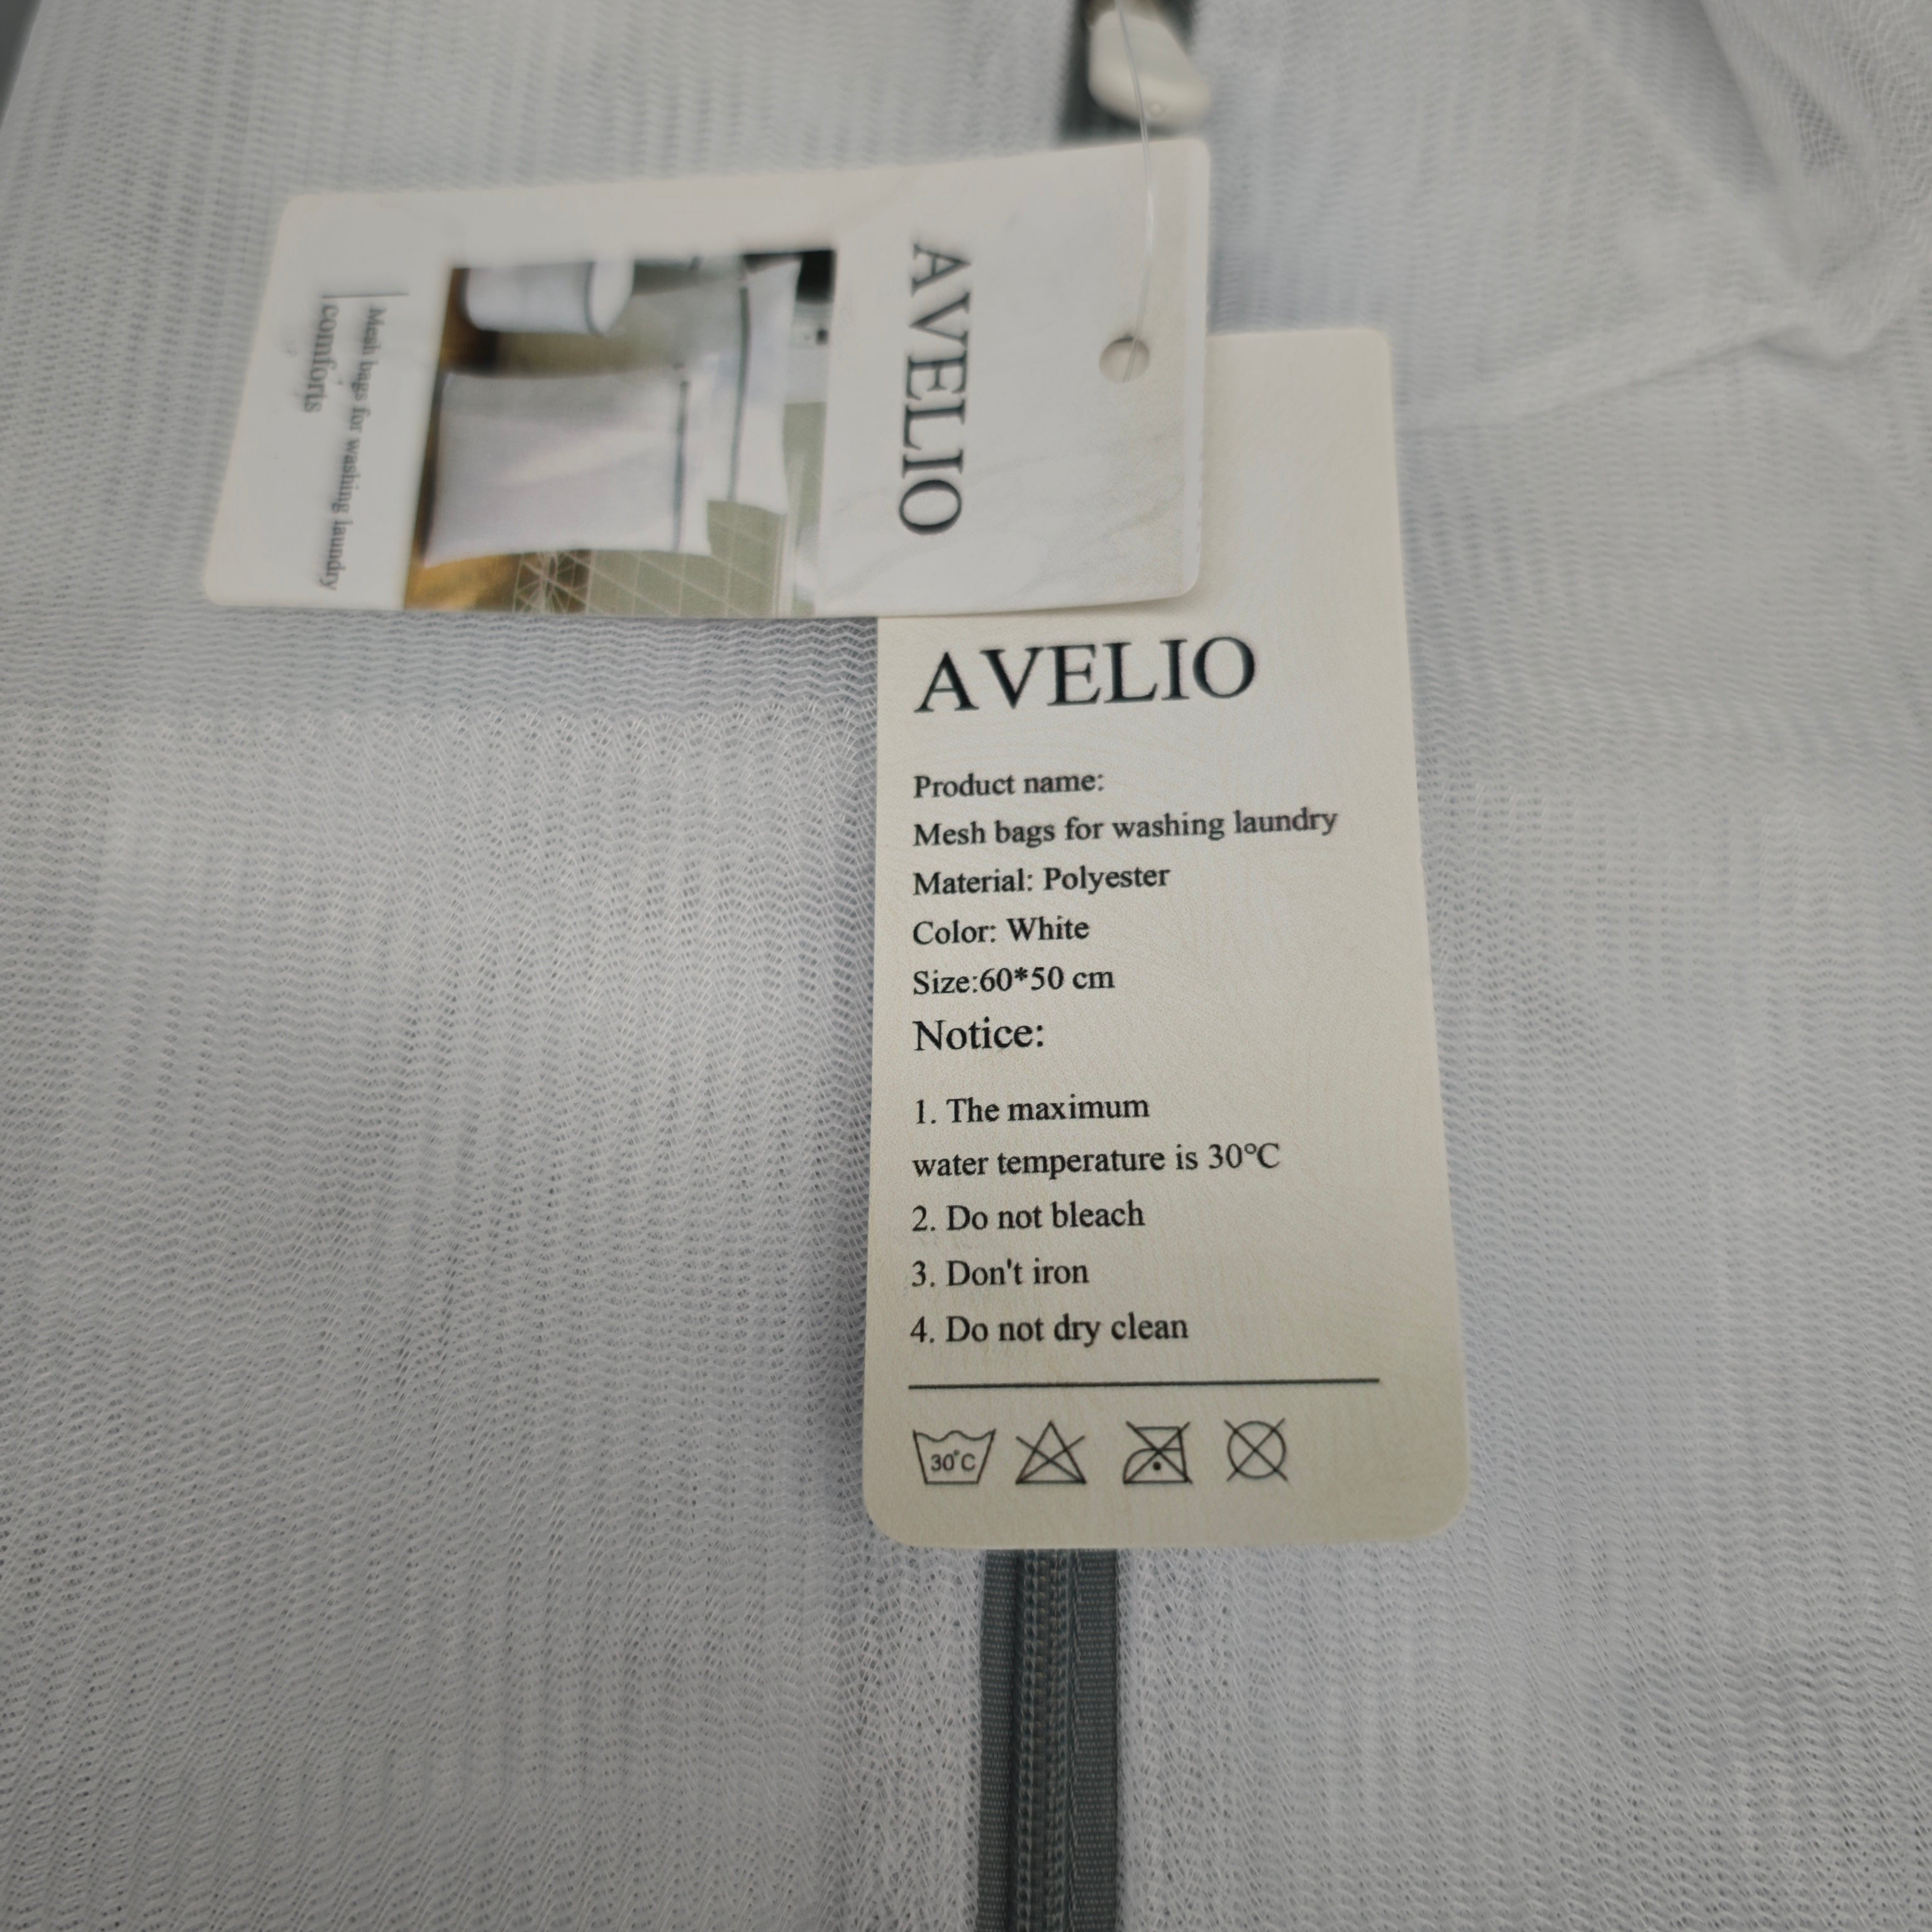 AVELIO
Mesh bags for washing laundry
comforts
AVELIO
Product name:
Mesh bags for washing laundry
Material: Polyester
Color: White
Size:60*50 cm
Notice:
1. The maximum
water temperature is 30°C
2. Do not bleach
3. Don't iron
4. Do not dry clean
30°C